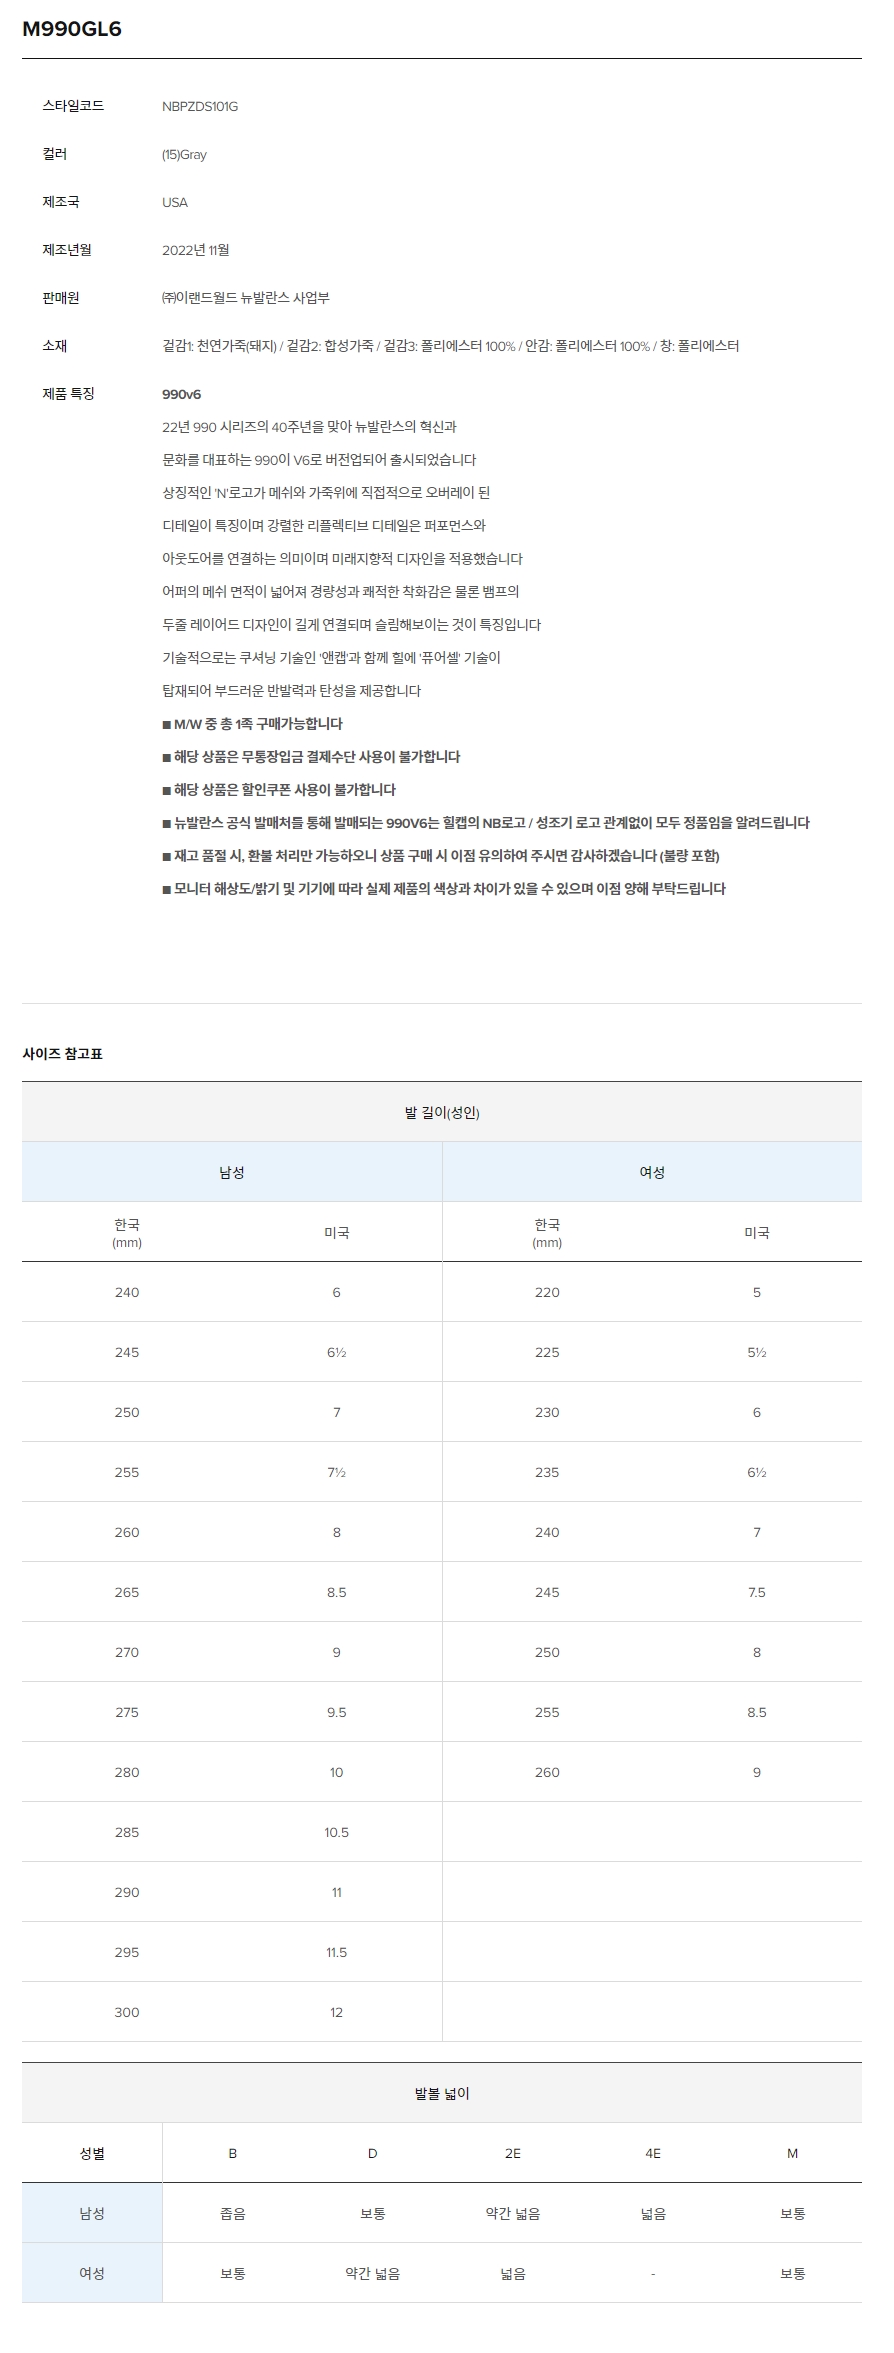 M990GL6
스타일코드 NBPZDS101G
컬러 (15)Gray
제조국 USA
제조년월 2022년 11월
판매원 ㈜이랜드월드 뉴발란스 사업부
소재 겉감1: 천연가죽(돼지) / 겉감2: 합성가죽 / 겉감3: 폴리에스터 100% / 안감: 폴리에스터 100% / 창: 폴리에스터
제품 특징 990v6
22년 990 시리즈의 40주년을 맞아 뉴발란스의 혁신과
문화를 대표하는 990이 V6로 버전업되어 출시되었습니다
상징적인 'N'로고가 메쉬와 가죽위에 직접적으로 오버레이 된
디테일이 특징이며 강렬한 리플렉티브 디테일은 퍼포먼스와
아웃도어를 연결하는 의미이며 미래지향적 디자인을 적용했습니다
어퍼의 메쉬 면적이 넓어져 경량성과 쾌적한 착화감은 물론 뱀프의
두줄 레이어드 디자인이 길게 연결되며 슬림해보이는 것이 특징입니다
기술적으로는 쿠셔닝 기술인 '앤캡'과 함께 힐에 '퓨어셀' 기술이
탑재되어 부드러운 반발력과 탄성을 제공합니다
■ M/W 중 총 1족 구매가능합니다
■ 해당 상품은 무통장입금 결제수단 사용이 불가합니다
■ 해당 상품은 할인쿠폰 사용이 불가합니다
■ 뉴발란스 공식 발매처를 통해 발매되는 990V6는 힐캡의 NB로고 / 성조기 로고 관계없이 모두 정품임을 알려드립니다
■ 재고 품절 시, 환불 처리만 가능하오니 상품 구매 시 이점 유의하여 주시면 감사하겠습니다 (불량 포함)
■ 모니터 해상도/밝기 및 기기에 따라 실제 제품의 색상과 차이가 있을 수 있으며 이점 양해 부탁드립니다
사이즈 참고표
발 길이(성인)
남성 여성
한국 (mm) 미국 한국 (mm) 미국
240 6 220 5
245 6½ 225 5½
250 7 230 6
255 7½ 235 6½
260 8 240 7
265 8.5 245 7.5
270 9 250 8
275 9.5 255 8.5
280 10 260 9
285 10.5
290 11
295 11.5
300 12
발볼 넓이
성별 B D 2E 4E M
남성 좁음 보통 약간 넓음 넓음 보통
여성 보통 약간 넓음 넓음 - 보통